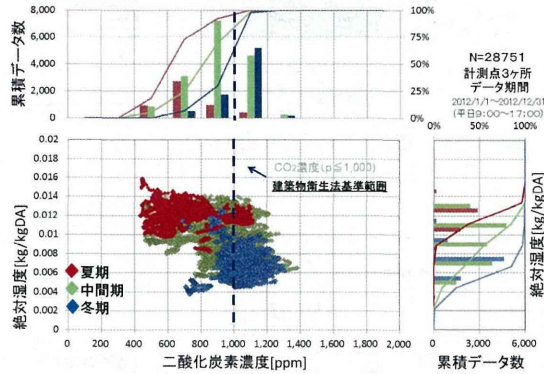 累積データ数
8,000
6,000
4,000
2,000
0
100%
75%
50%
25%
0%
N=28751
計測点3ヶ所
データ期間
2012/1/1～2012/12/31
(平日9:00～17:00)
絶対湿度[kg/kgDA]
0.02
0.018
0.016
0.014
0.012
0.01
0.008
0.006
0.004
0.002
0
CO₂濃度(p≦1,000)
建築物衛生法基準範囲
夏期
中間期
冬期
0
200
400
600
800
1,000
1,200
1,400
1,600
1,800
2,000
二酸化炭素濃度[ppm]
0%
50%
100%
0
3,000
6,000
累積データ数
絶対湿度[kg/kgDA]